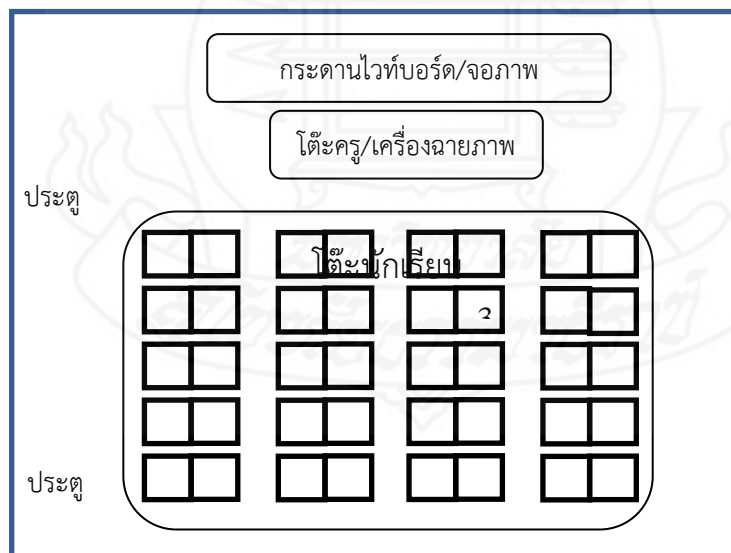 กระดานไวท์บอร์ด/จอภาพ
โต๊ะครู/เครื่องฉายภาพ
ประตู
โต๊ะนักเรียน
3
ประตู